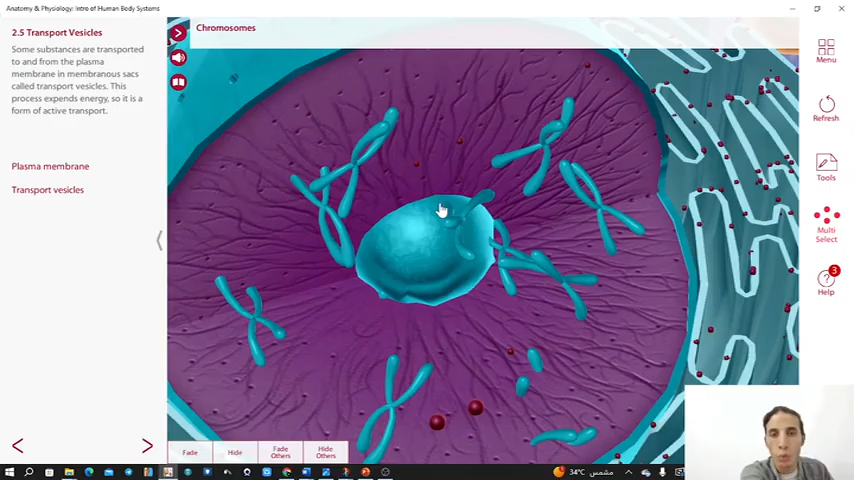 Anatomy & Physiology: Intro of Human Body Systems
2.5 Transport Vesicles
Some substances are transported
to and from the plasma
membrane in membranous sacs
called transport vesicles. This
process expends energy, so it is a
form of active transport.
Plasma membrane
Transport vesicles
Chromosomes
Menu
Refresh
Tools
Multi
Select
3
Help
Fade
Hide
Fade
Others
Hide
Others
34°C مشمس